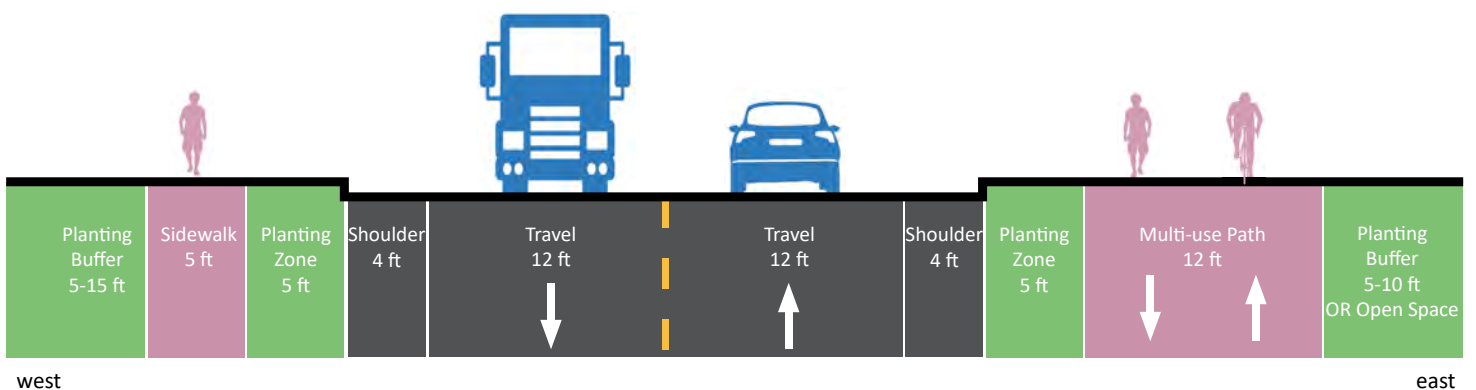 Planting
Buffer
5-15 ft
Sidewalk
5 ft
Planting
Zone
5 ft
Shoulder
4 ft
Travel
12 ft
Travel
12 ft
Shoulder
4 ft
Planting
Zone
5 ft
Multi-use Path
12 ft
Planting
Buffer
5-10 ft
OR Open Space
west
east